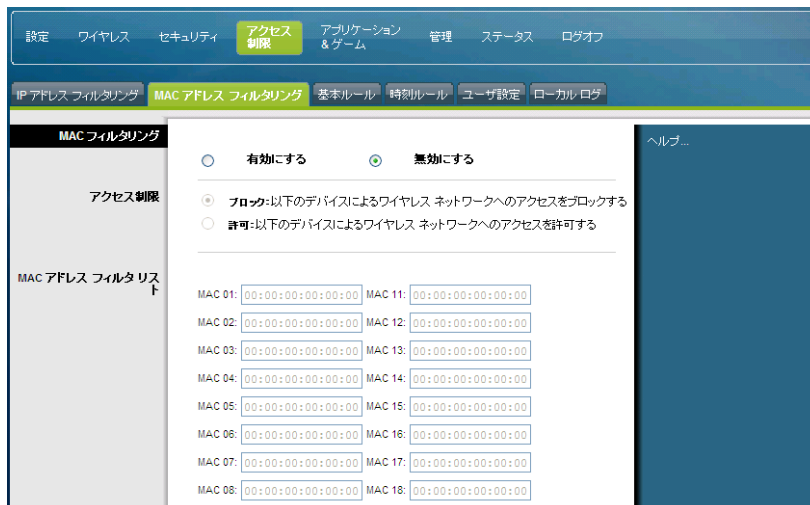 設定 ワイヤレス セキュリティ アクセス制限 アプリケーション&ゲーム 管理 ステータス ログオフ
IP アドレス フィルタリング MAC アドレス フィルタリング 基本ルール 時刻ルール ユーザ設定 ローカル ログ
MAC フィルタリング
有効にする 無効にする
ヘルプ...
アクセス制限
ブロック:以下のデバイスによるワイヤレス ネットワークへのアクセスをブロックする
許可:以下のデバイスによるワイヤレス ネットワークへのアクセスを許可する
MAC アドレス フィルタ リスト
MAC 01: 00:00:00:00:00:00 MAC 11: 00:00:00:00:00:00
MAC 02: 00:00:00:00:00:00 MAC 12: 00:00:00:00:00:00
MAC 03: 00:00:00:00:00:00 MAC 13: 00:00:00:00:00:00
MAC 04: 00:00:00:00:00:00 MAC 14: 00:00:00:00:00:00
MAC 05: 00:00:00:00:00:00 MAC 15: 00:00:00:00:00:00
MAC 06: 00:00:00:00:00:00 MAC 16: 00:00:00:00:00:00
MAC 07: 00:00:00:00:00:00 MAC 17: 00:00:00:00:00:00
MAC 08: 00:00:00:00:00:00 MAC 18: 00:00:00:00:00:00